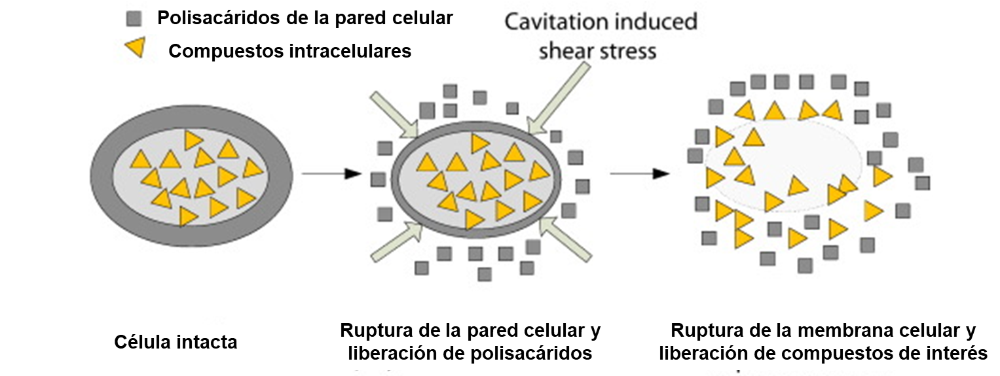 Polisacáridos de la pared celular
Compuestos intracelulares
Cavitation induced
shear stress
Célula intacta
Ruptura de la pared celular y
liberación de polisacáridos
Ruptura de la membrana celular y
liberación de compuestos de interés